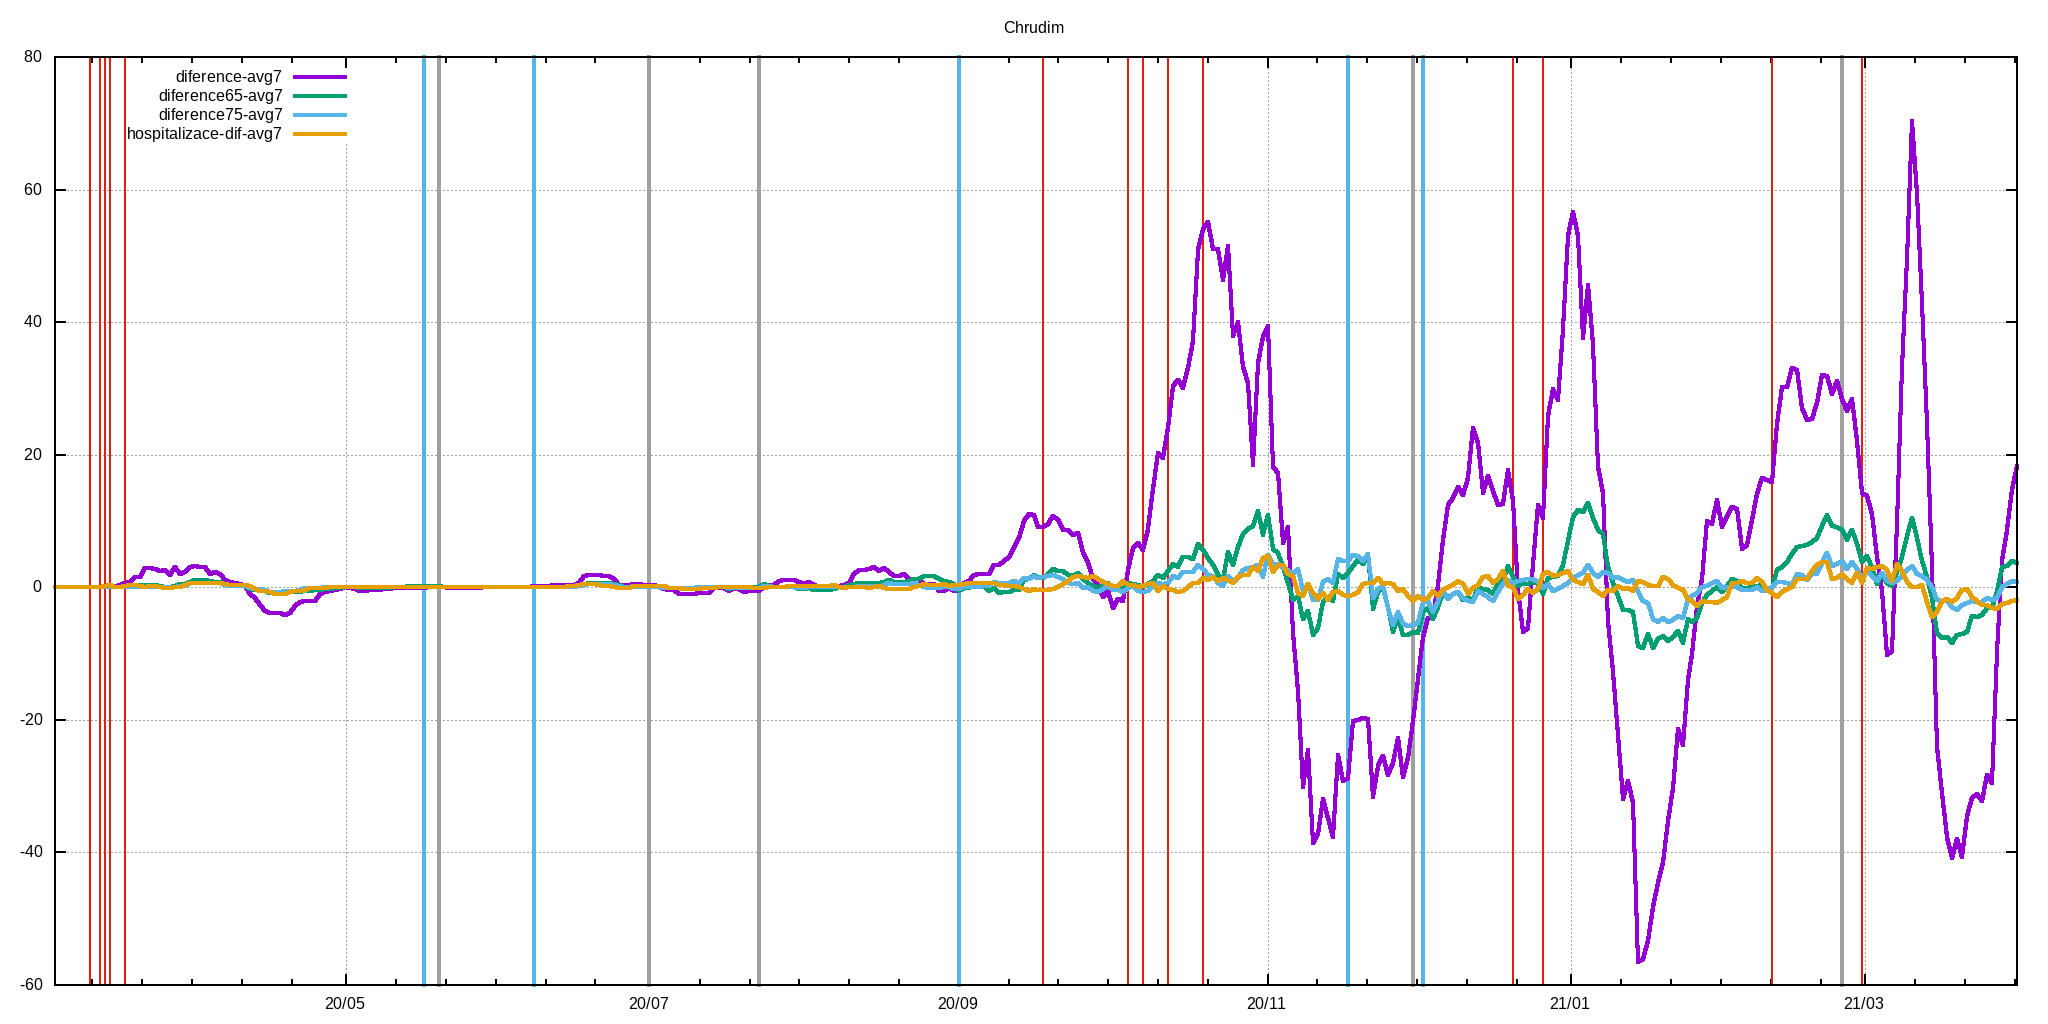 Chrudim
diference-avg7
diference65-avg7
diference75-avg7
hospitalizace-dif-avg7
80
60
40
20
0
-20
-40
-60
20/05
20/07
20/09
20/11
21/01
21/03